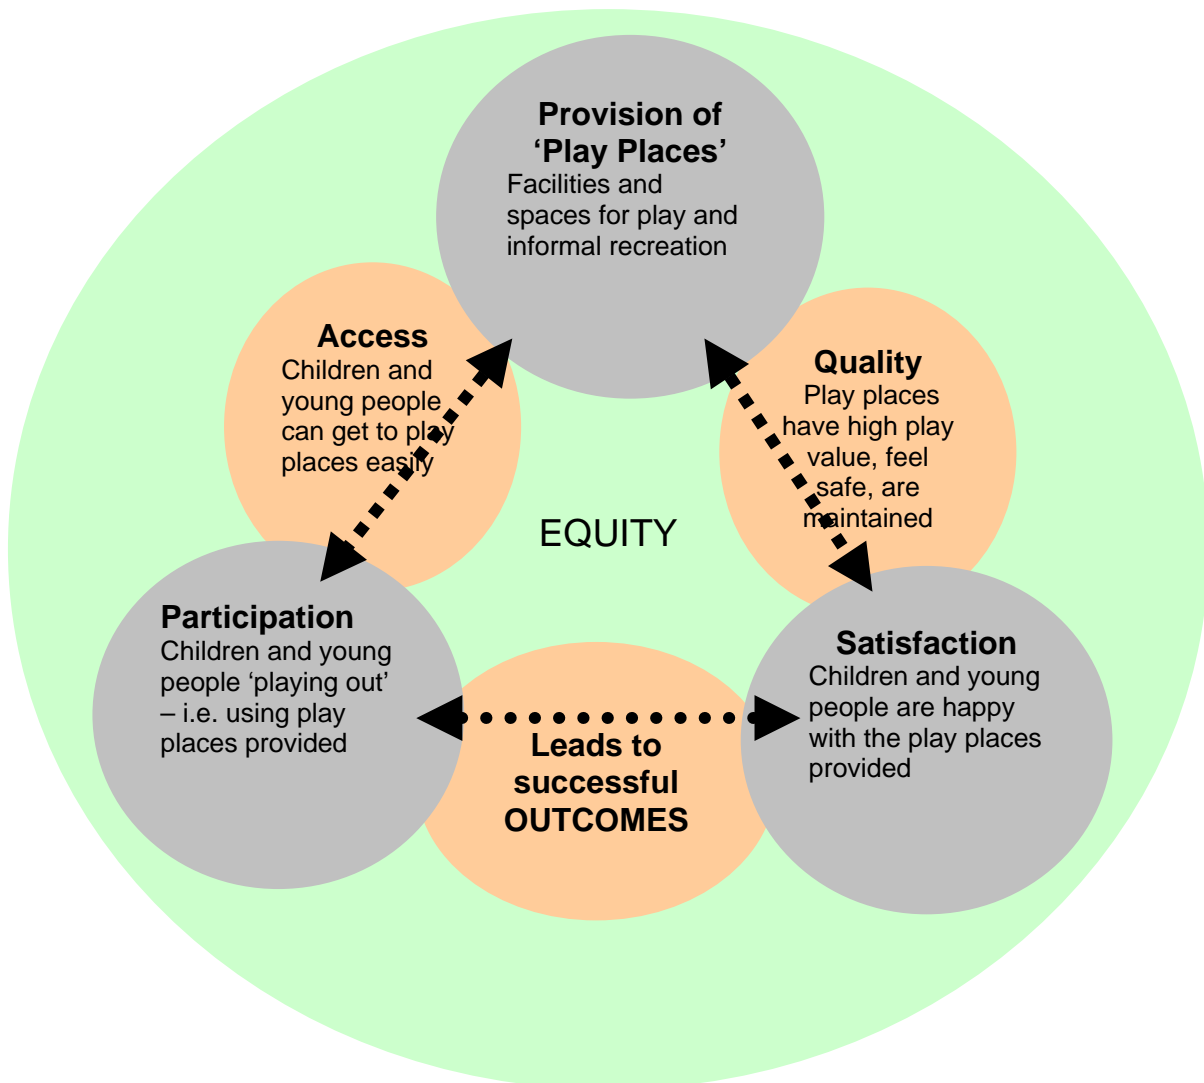 Provision of
‘Play Places’
Facilities and
spaces for play and
informal recreation
Access
Children and
young people
can get to play
places easily
Quality
Play places
have high play
value, feel
safe, are
maintained
EQUITY
Participation
Children and young
people ‘playing out’
– i.e. using play
places provided
Satisfaction
Children and young
people are happy
with the play places
provided
Leads to
successful
OUTCOMES